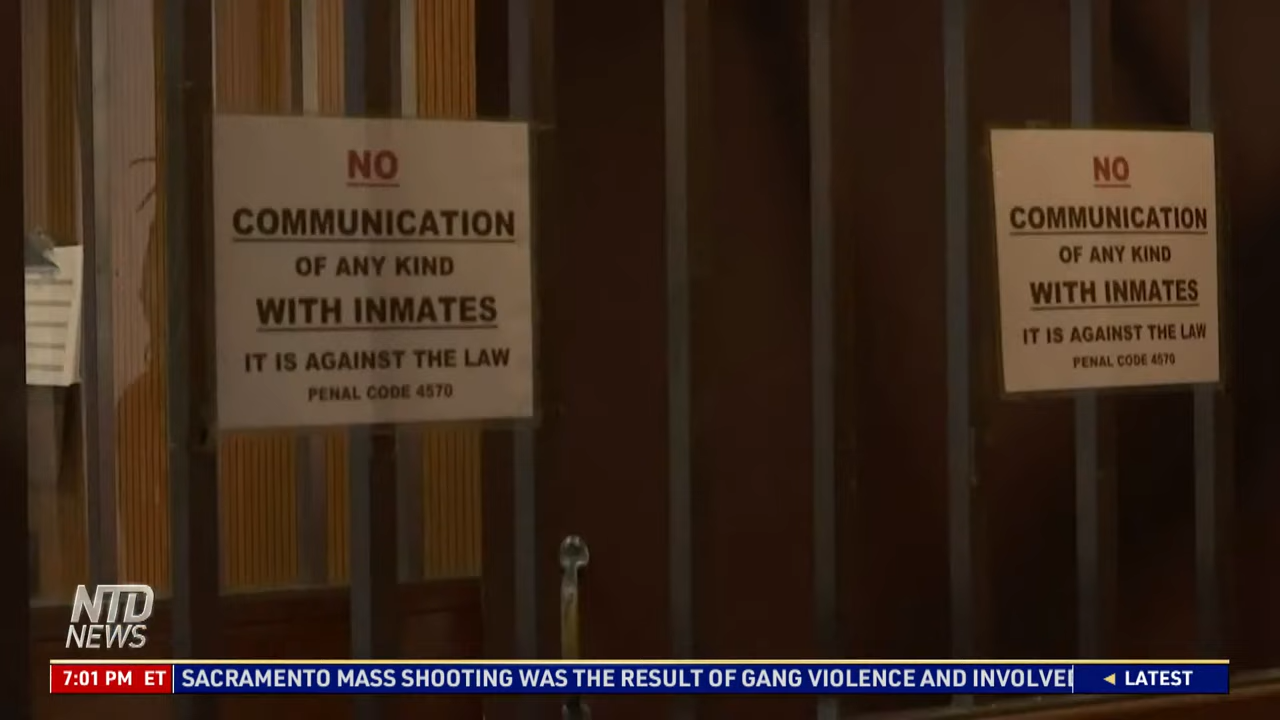 NO
COMMUNICATION
OF ANY KIND
WITH INMATES
IT IS AGAINST THE LAW
PENAL CODE 4570
NO
COMMUNICATION
OF ANY KIND
WITH INMATES
IT IS AGAINST THE LAW
PENAL CODE 4570
NTD
NEWS
7:01 PM ET SACRAMENTO MASS SHOOTING WAS THE RESULT OF GANG VIOLENCE AND ◄ LATEST